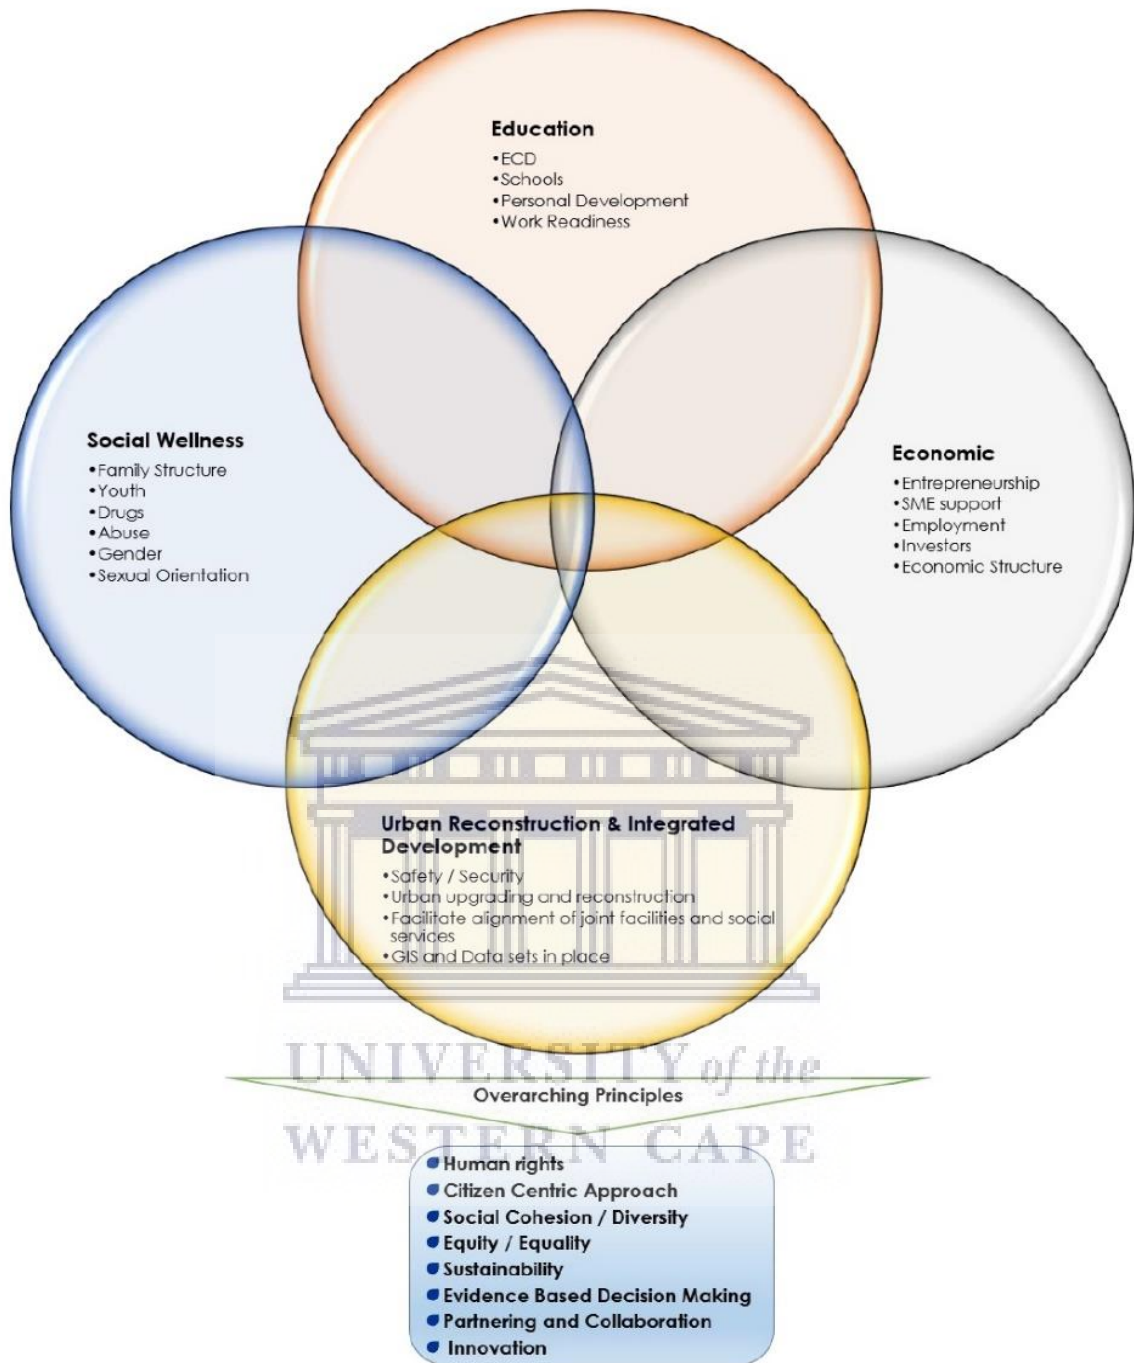 Education
•ECD
•Schools
•Personal Development
•Work Readiness
Social Wellness
•Family Structure
•Youth
•Drugs
•Abuse
•Gender
•Sexual Orientation
Economic
•Entrepreneurship
•SME support
•Employment
•Investors
•Economic Structure
Urban Reconstruction & Integrated
Development
•Safety / Security
•Urban upgrading and reconstruction
•Facilitate alignment of joint facilities and social
services
•GIS and Data sets in place
UNIVERSITY of the
Overarching Principles
WESTERN CAPE
Human rights
Citizen Centric Approach
Social Cohesion / Diversity
Equity / Equality
Sustainability
Evidence Based Decision Making
Partnering and Collaboration
Innovation